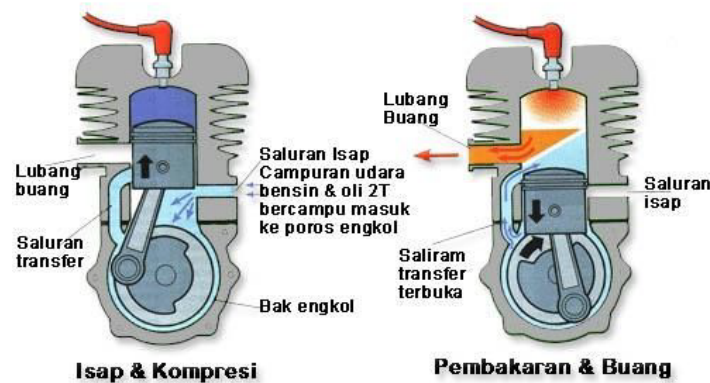 Lubang
buang
Saluran
transfer
Saluran Isap
Campuran udara
bensin & oli 2T
bercampu masuk
ke poros engkol
Bak engkol
Isap & Kompresi
Lubang
Buang
Saluran
isap
Saliram
transfer
terbuka
Pembakaran & Buang